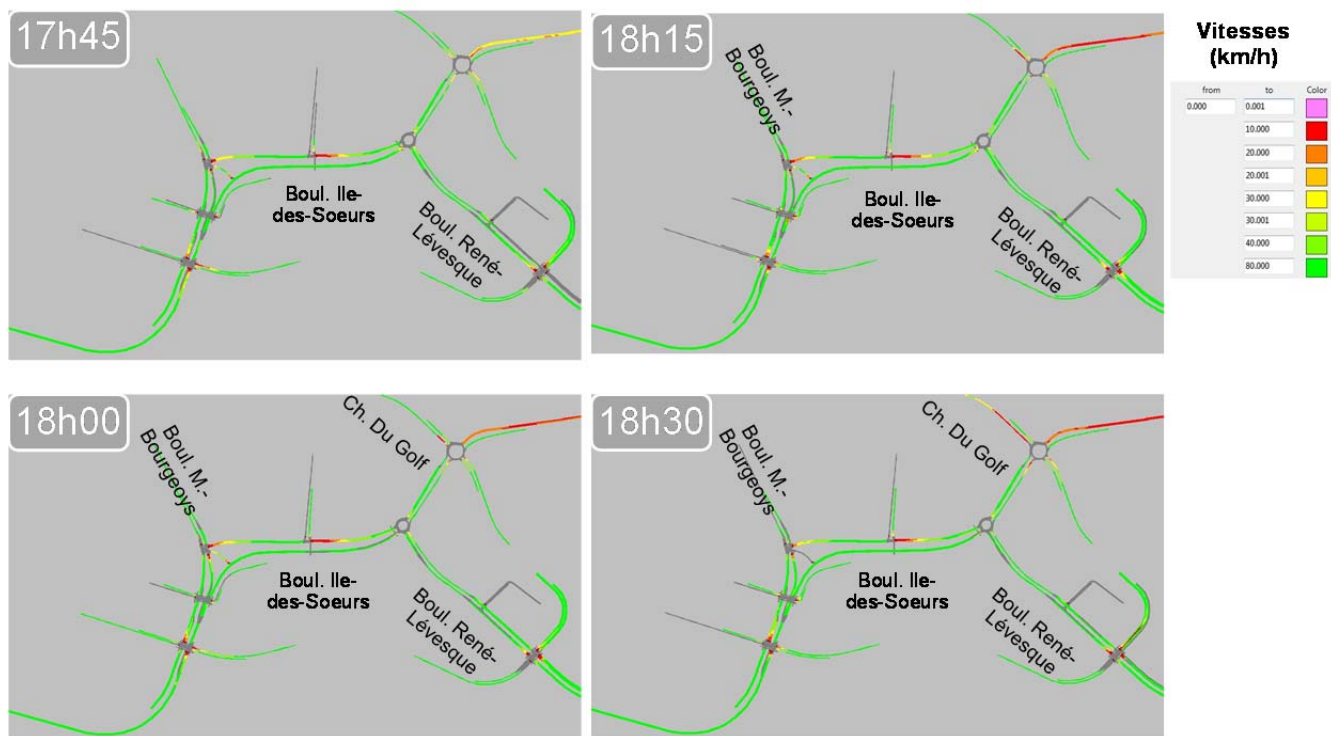 17h45
Boul. Ile-
des-Soeurs
Boul. René-
Lévesque
18h15
Boul. M.-
Bourgeoys
Boul. Ile-
des-Soeurs
Boul. René-
Lévesque
Vitesses
(km/h)
from to Color
0.000 0.001
10.000
20.000
20.001
30.000
30.001
40.000
80.000
18h00
Boul. M.-
Bourgeoys
Ch. Du Golf
Boul. Ile-
des-Soeurs
Boul. René-
Lévesque
18h30
Boul. M.-
Bourgeoys
Ch. Du Golf
Boul. Ile-
des-Soeurs
Boul. René-
Lévesque